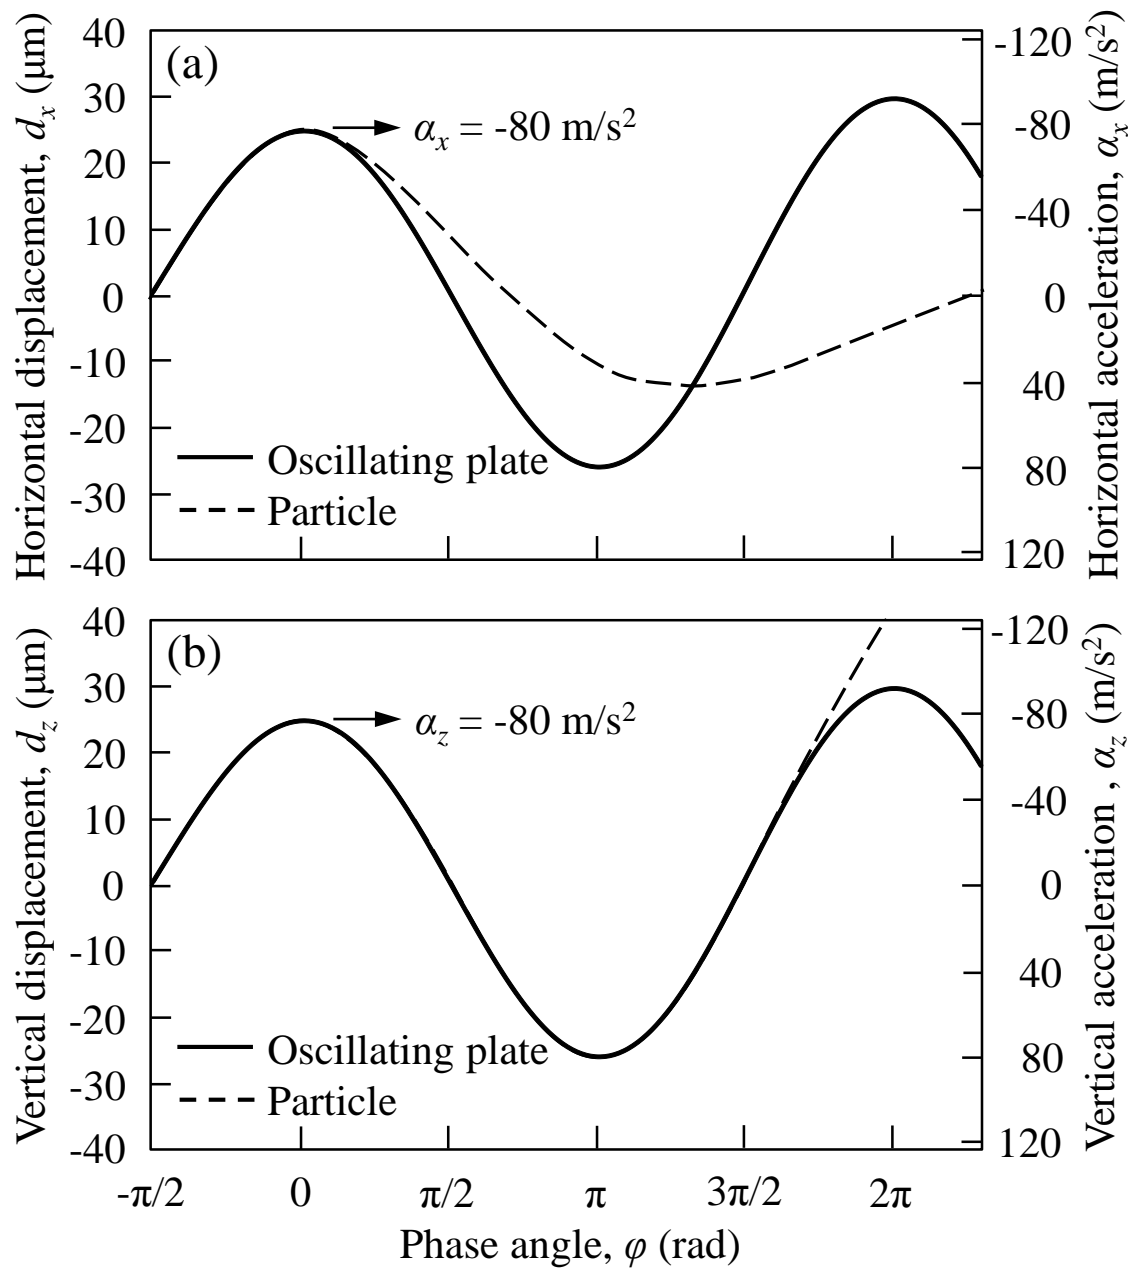 Horizontal displacement, dx (μm)
40
30
20
10
0
-10
-20
-30
-40
(a)
αx = -80 m/s2
Oscillating plate
Particle
-120
-80
-40
0
40
80
120
Horizontal acceleration, αx (m/s2)
Vertical displacement, dz (μm)
40
30
20
10
0
-10
-20
-30
-40
(b)
αz = -80 m/s2
Oscillating plate
Particle
-120
-80
-40
0
40
80
120
Vertical acceleration , αz (m/s2)
-π/2 0 π/2 π 3π/2 2π
Phase angle, φ (rad)